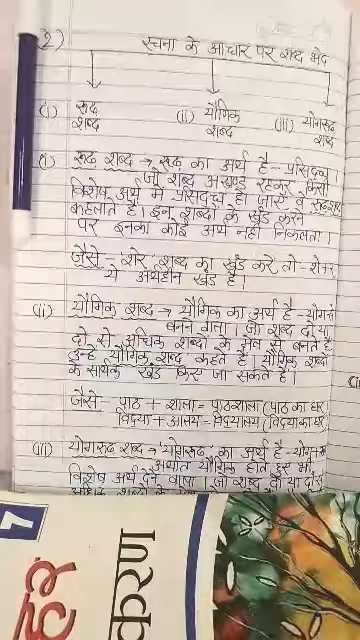 2) रचना के आधार पर शब्द भेद
(i) रूढ़ शब्द (ii) यौगिक शब्द (iii) योगरूढ़ शब्द
(i) रूढ़ शब्द → रूढ़ का अर्थ है - प्रसिद्ध।
जो शब्द अखण्ड रहकर किसी
विशेष अर्थ में प्रसिद्ध हो जाए वे रूढ़ शब्द
कहलाते है। इन शब्दों के खंड करने
पर इनका कोई अर्थ नही निकलता।
जैसे - शेर शब्द का खंड करे तो - शे + र
ये अर्थहीन खंड है।
(ii) यौगिक शब्द → यौगिक का अर्थ है - योग से
बनने वाला। जो शब्द दो या
दो से अधिक शब्दों के मेल से बनते है
उन्हें यौगिक शब्द कहते है। यौगिक शब्दो
के सार्थक खंड किए जा सकते है।
जैसे - पाठ + शाला = पाठशाला (पाठ का घर)
विद्या + आलय - विद्यालय (विद्या का घर)
(iii) योगरूढ़ शब्द → 'योगरूढ़' का अर्थ है -
अर्थात यौगिक होते हुए भी
विशेष अर्थ देने वाला। जो शब्द दो या दो से
अधिक शब्दों के
7
करण